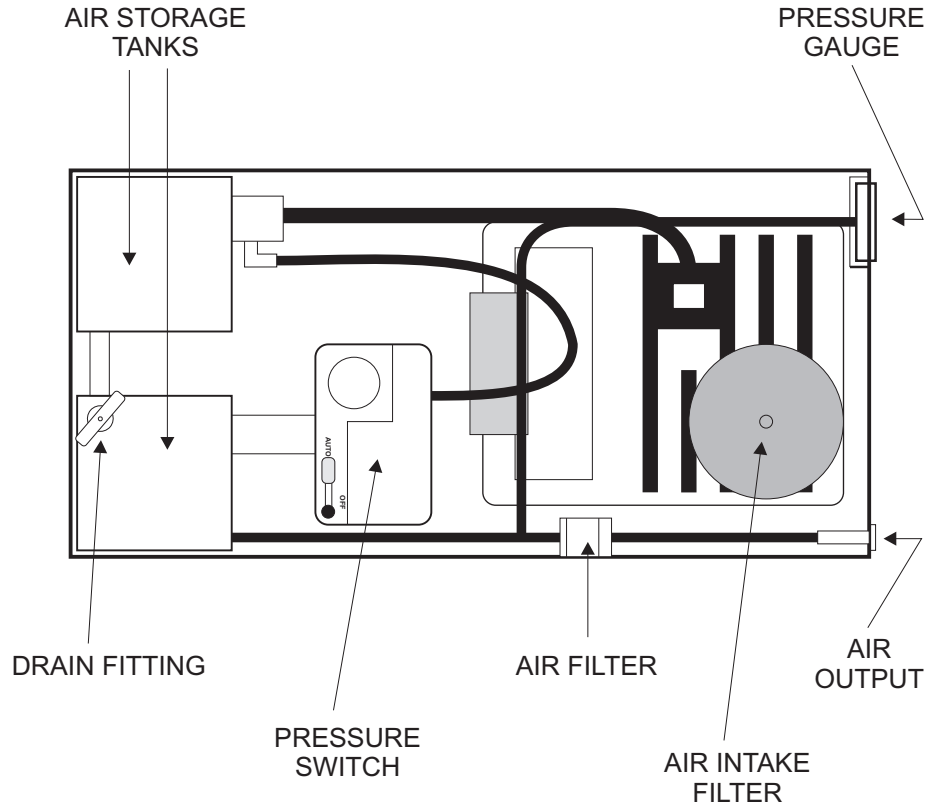 AIR STORAGE
TANKS
PRESSURE
GAUGE
AUTO
OFF
DRAIN FITTING
AIR FILTER
AIR
OUTPUT
PRESSURE
SWITCH
AIR INTAKE
FILTER